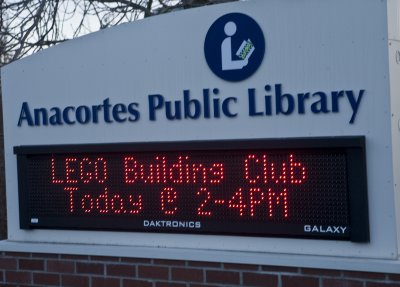 Anacortes Public Library
LEGO Building Club
Today @ 2-4PM
DAKTRONICS
GALAXY